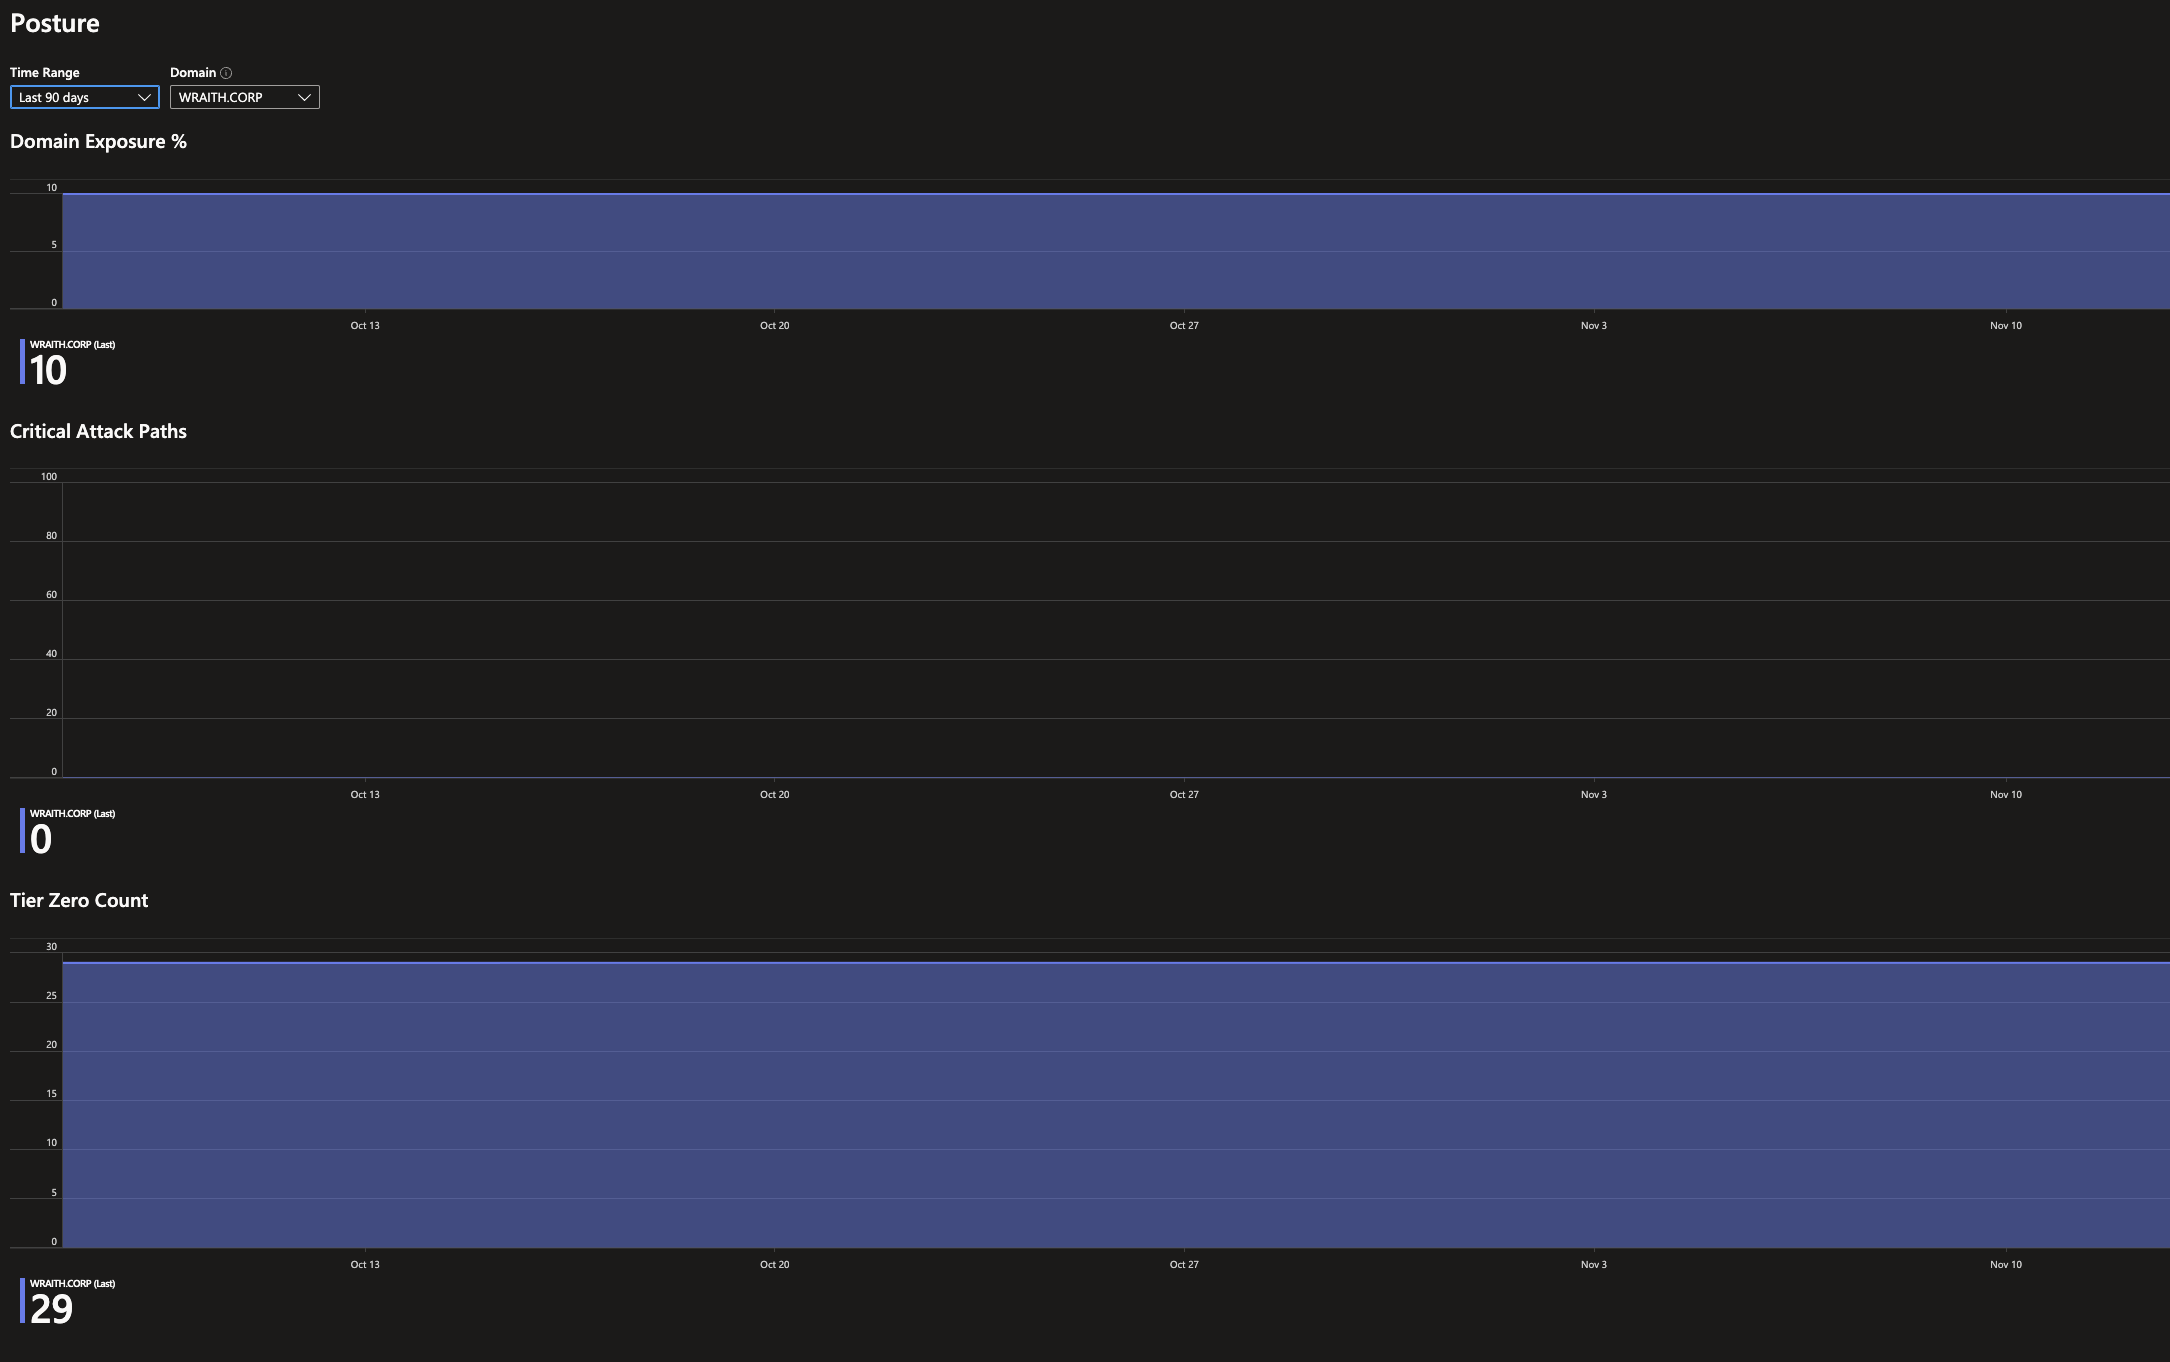 Posture
Time Range
Domain
Last 90 days
WRAITH.CORP
Domain Exposure %
10
5
0
Oct 13
Oct 20
Oct 27
Nov 3
Nov 10
WRAITH.CORP (Last)
10
Critical Attack Paths
100
80
60
40
20
0
Oct 13
Oct 20
Oct 27
Nov 3
Nov 10
WRAITH.CORP (Last)
0
Tier Zero Count
30
25
20
15
10
5
0
Oct 13
Oct 20
Oct 27
Nov 3
Nov 10
WRAITH.CORP (Last)
29